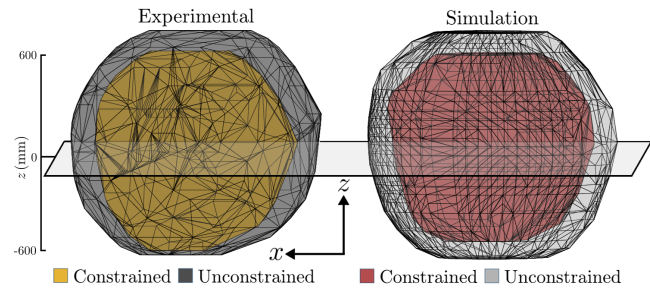 Experimental
Simulation
600
0
-600
z (mm)
z
x
Constrained
Unconstrained
Constrained
Unconstrained